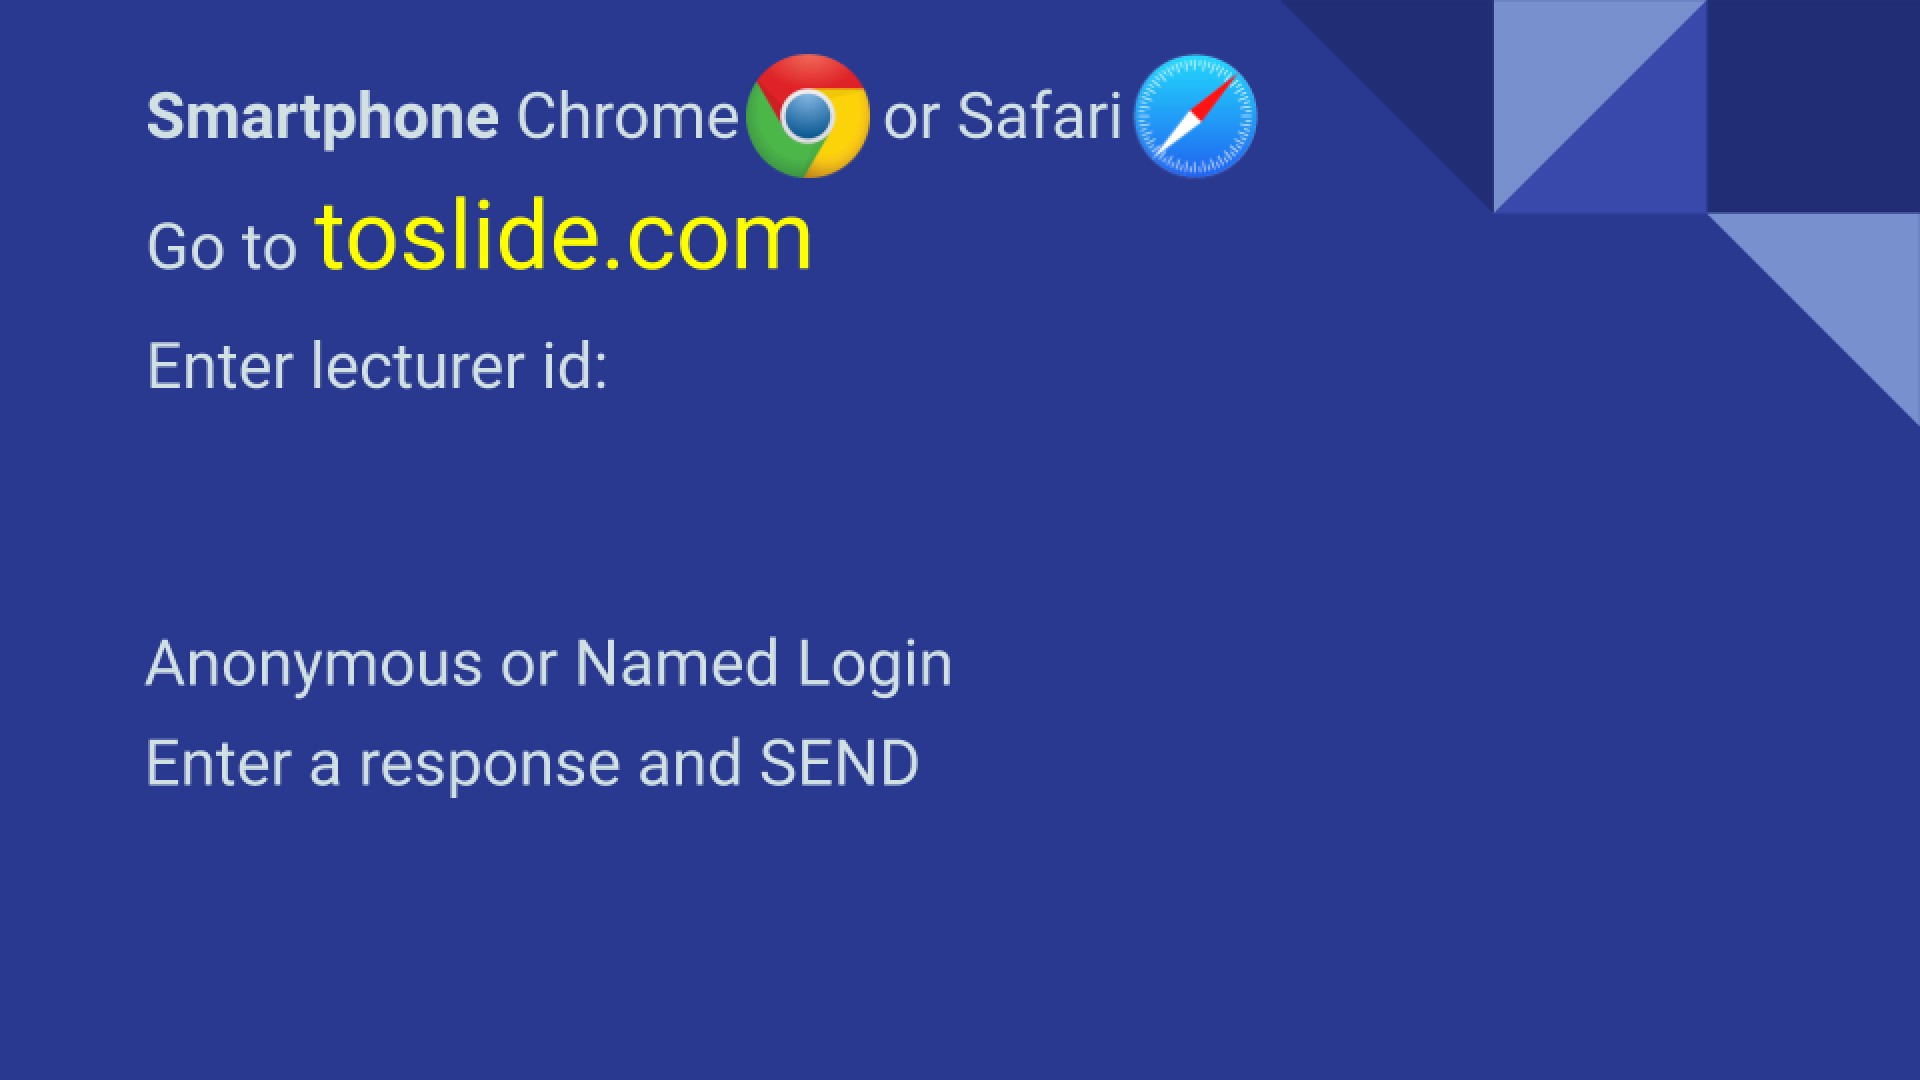 Smartphone Chrome or Safari
Go to toslide.com
Enter lecturer id:
Anonymous or Named Login
Enter a response and SEND